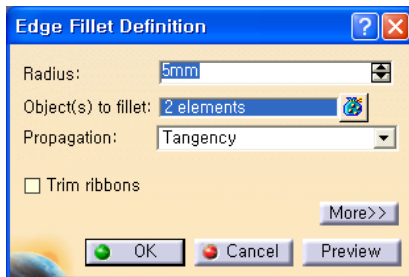 Edge Fillet Definition
Radius: 5mm
Object(s) to fillet: 2 elements
Propagation: Tangency
Trim ribbons
More>>
OK Cancel Preview